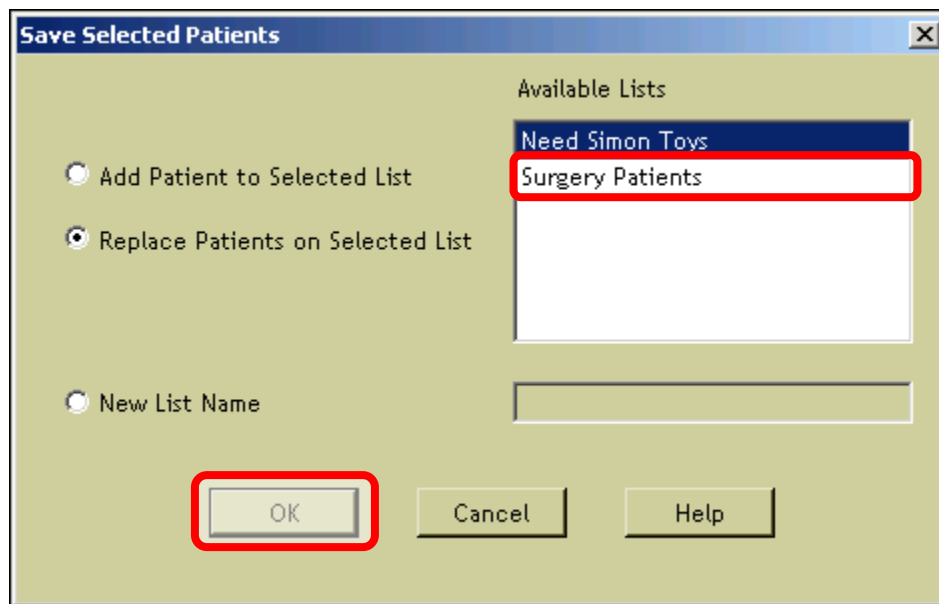 Save Selected Patients
Available Lists
Need Simon Toys
Surgery Patients
Add Patient to Selected List
Replace Patients on Selected List
New List Name
OK
Cancel
Help